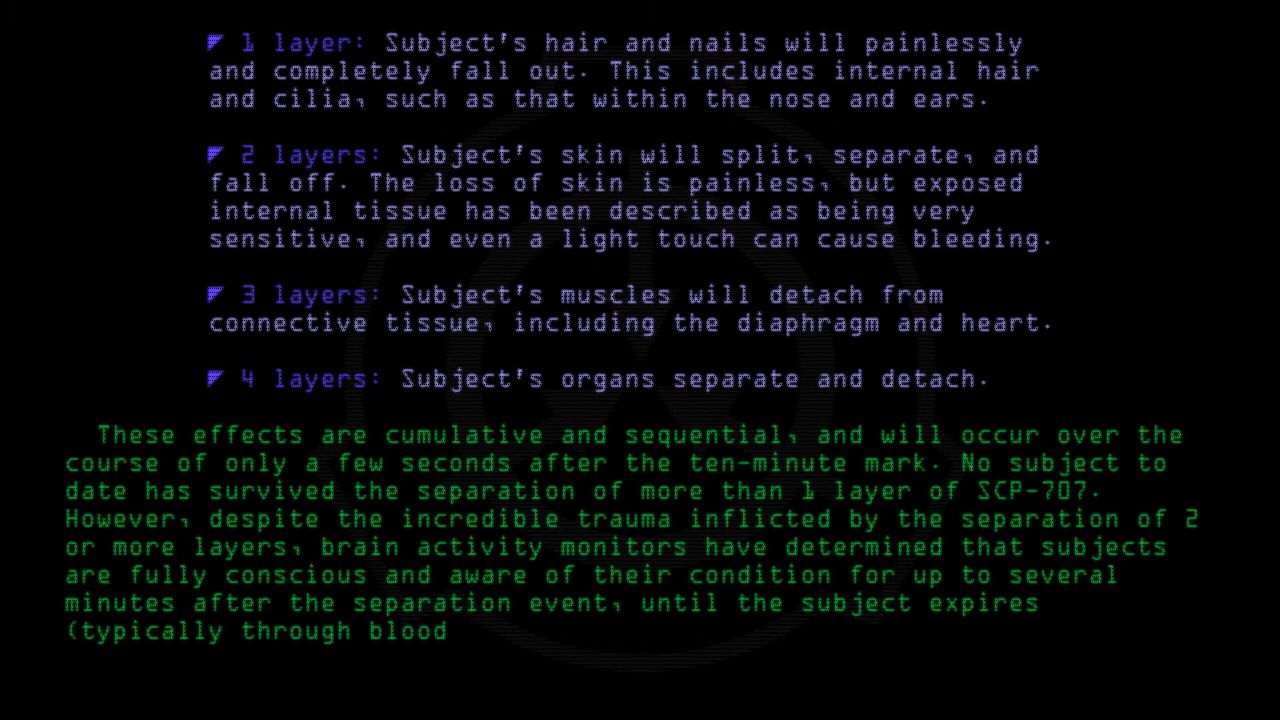 1 layer: Subject's hair and nails will painlessly
and completely fall out. This includes internal hair
and cilia, such as that within the nose and ears.
2 layers: Subject's skin will split, separate, and
fall off. The loss of skin is painless, but exposed
internal tissue has been described as being very
sensitive, and even a light touch can cause bleeding.
3 layers: Subject's muscles will detach from
connective tissue, including the diaphragm and heart.
4 layers: Subject's organs separate and detach.
These effects are cumulative and sequential, and will occur over the
course of only a few seconds after the ten-minute mark. No subject to
date has survived the separation of more than 1 layer of SCP-707.
However, despite the incredible trauma inflicted by the separation of 2
or more layers, brain activity monitors have determined that subjects
are fully conscious and aware of their condition for up to several
minutes after the separation event, until the subject expires
(typically through blood